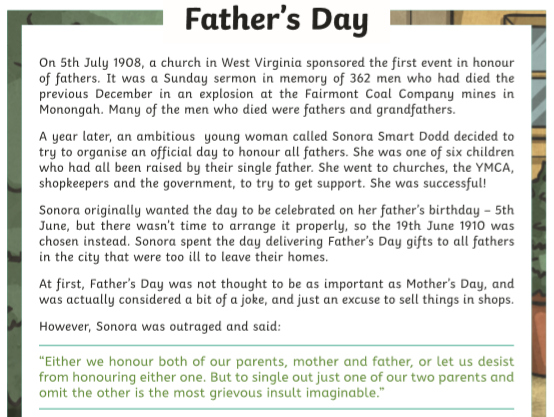 Father's Day
On 5th July 1908, a church in West Virginia sponsored the first event in honour
of fathers. It was a Sunday sermon in memory of 362 men who had died the
previous December in an explosion at the Fairmont Coal Company mines in
Monongah. Many of the men who died were fathers and grandfathers.
A year later, an ambitious young woman called Sonora Smart Dodd decided to
try to organise an official day to honour all fathers. She was one of six children
who had all been raised by their single father. She went to churches, the YMCA,
shopkeepers and the government, to try to get support. She was successful!
Sonora originally wanted the day to be celebrated on her father's birthday – 5th
June, but there wasn't time to arrange it properly, so the 19th June 1910 was
chosen instead. Sonora spent the day delivering Father's Day gifts to all fathers
in the city that were too ill to leave their homes.
At first, Father's Day was not thought to be as important as Mother's Day, and
was actually considered a bit of a joke, and just an excuse to sell things in shops.
However, Sonora was outraged and said:
"Either we honour both of our parents, mother and father, or let us desist
from honouring either one. But to single out just one of our two parents and
omit the other is the most grievous insult imaginable."